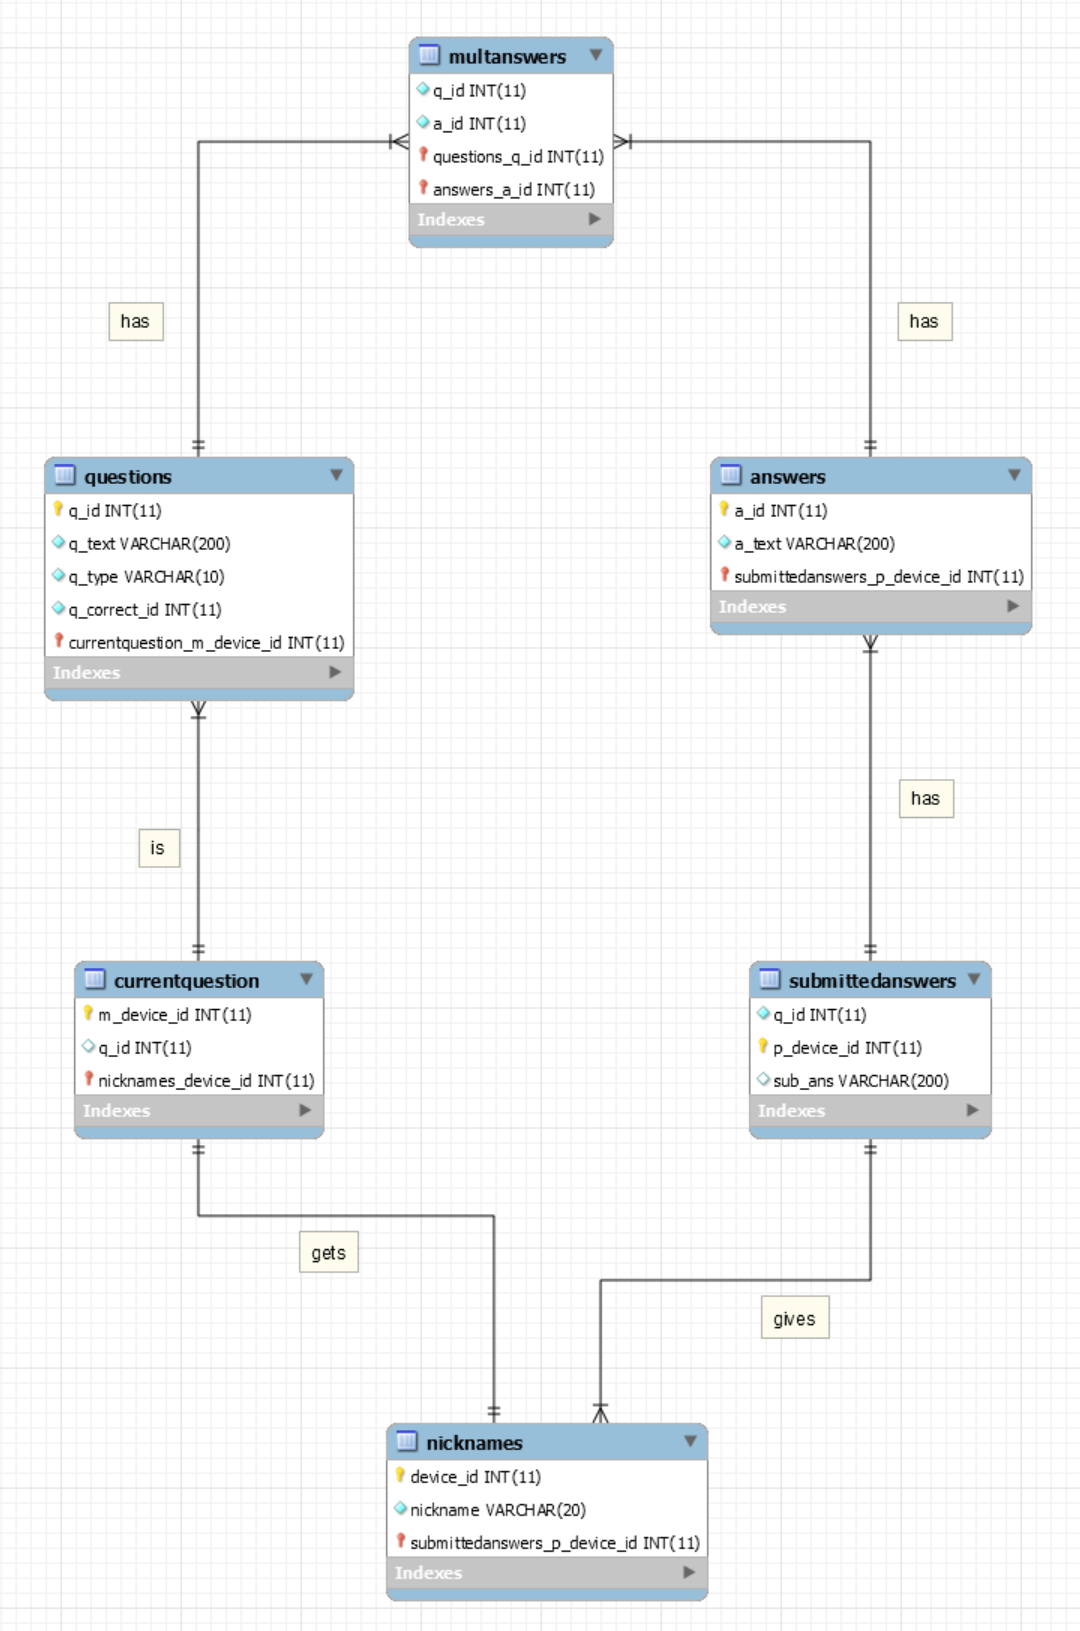 multanswers
q_id INT(11)
a_id INT(11)
questions_q_id INT(11)
answers_a_id INT(11)
Indexes
has
has
questions
q_id INT(11)
q_text VARCHAR(200)
q_type VARCHAR(10)
q_correct_id INT(11)
currentquestion_m_device_id INT(11)
Indexes
answers
a_id INT(11)
a_text VARCHAR(200)
submittedanswers_p_device_id INT(11)
Indexes
is
has
currentquestion
m_device_id INT(11)
q_id INT(11)
nicknames_device_id INT(11)
Indexes
submittedanswers
q_id INT(11)
p_device_id INT(11)
sub_ans VARCHAR(200)
Indexes
gets
gives
nicknames
device_id INT(11)
nickname VARCHAR(20)
submittedanswers_p_device_id INT(11)
Indexes